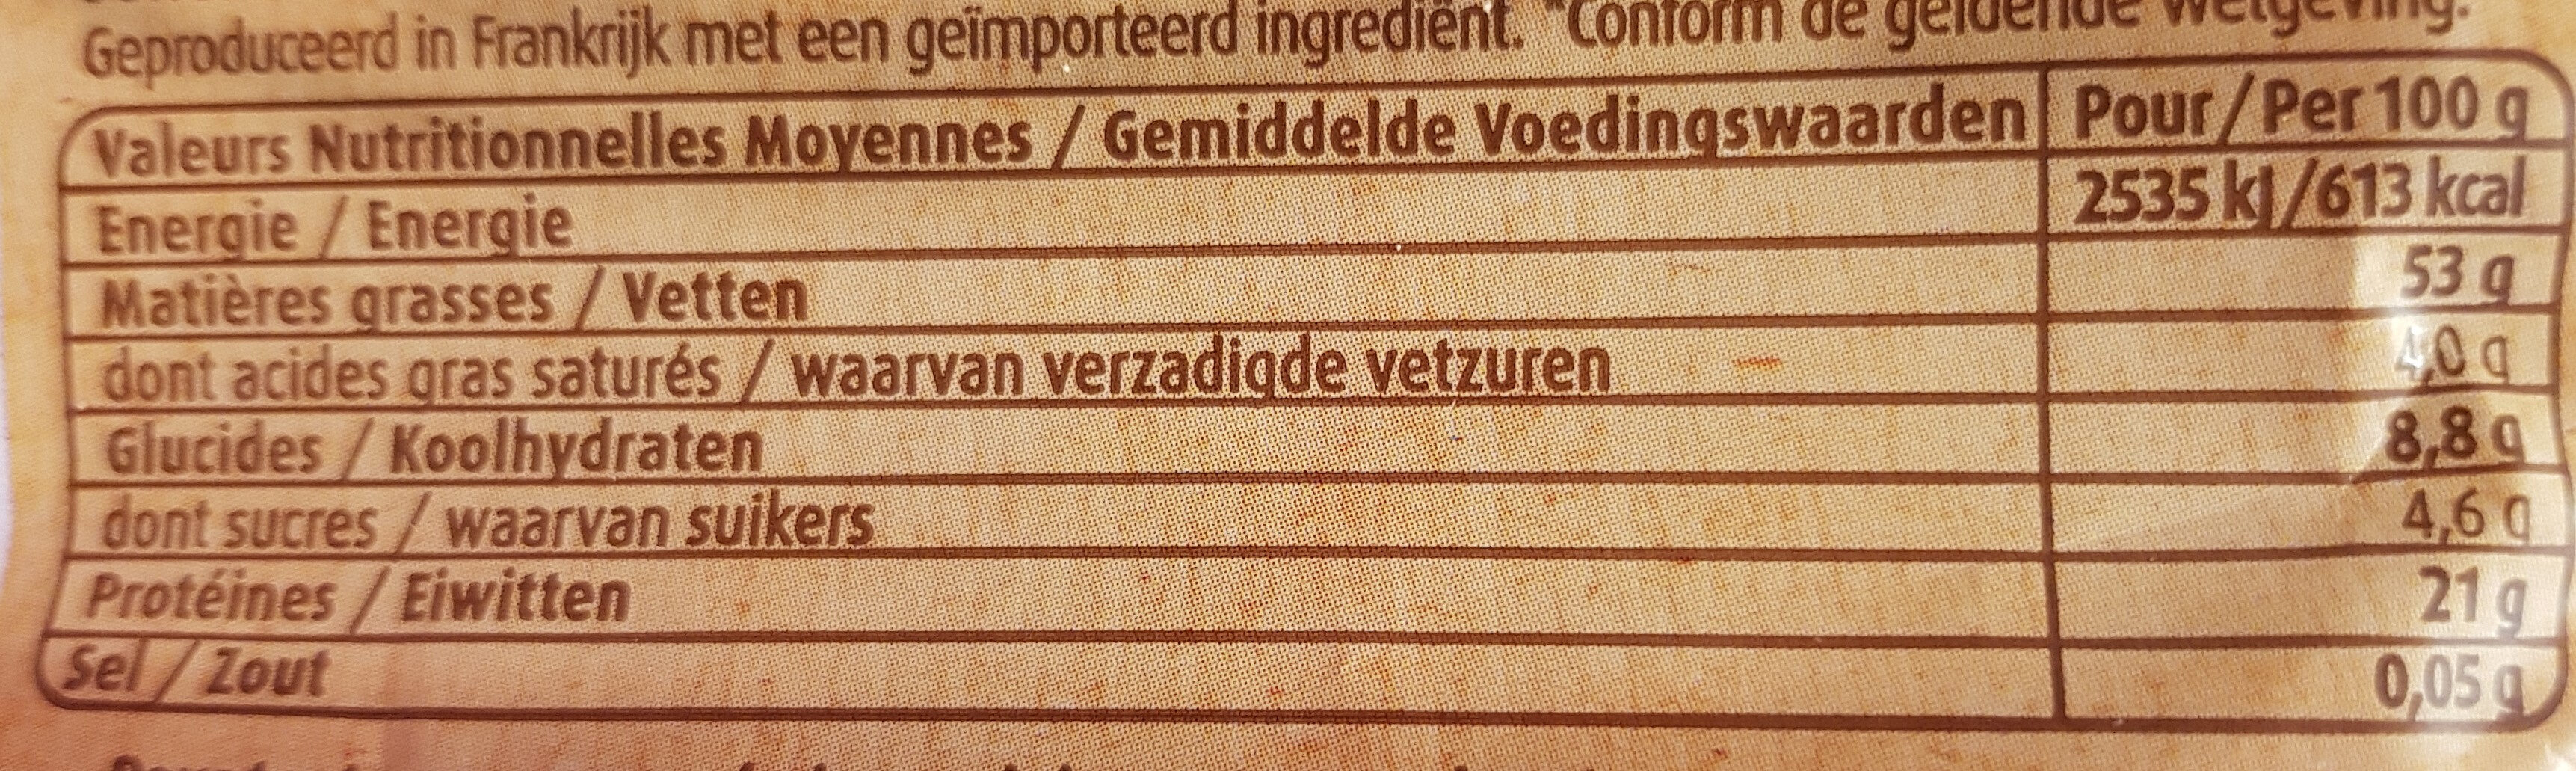 Geproduceerd in Frankrijk met een geïmporteerd ingrediënt. *Conform de geldende wetgeving.
Valeurs Nutritionnelles Moyennes / Gemiddelde Voedingswaarden Pour / Per 100 g
Energie / Energie 2535 kJ/613 kcal
Matières grasses / Vetten 53 g
dont acides gras saturés / waarvan verzadigde vetzuren 4,0 g
Glucides / Koolhydraten 8,8 g
dont sucres / waarvan suikers 4,6 g
Protéines / Eiwitten 21 g
Sel / Zout 0,05 g